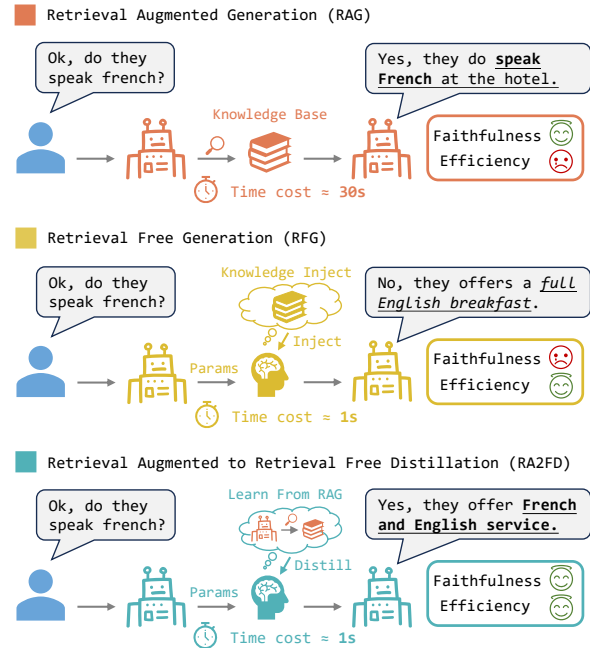 Retrieval Augmented Generation (RAG)
Ok, do they
speak french?
Yes, they do speak
French at the hotel.
Knowledge Base
Faithfulness
Efficiency
Time cost ≈ 30s
Retrieval Free Generation (RFG)
Ok, do they
speak french?
Knowledge Inject
No, they offers a full
English breakfast.
Inject
Params
Faithfulness
Efficiency
Time cost ≈ 1s
Retrieval Augmented to Retrieval Free Distillation (RA2FD)
Ok, do they
speak french?
Learn From RAG
Yes, they offer French
and English service.
Distill
Params
Faithfulness
Efficiency
Time cost ≈ 1s